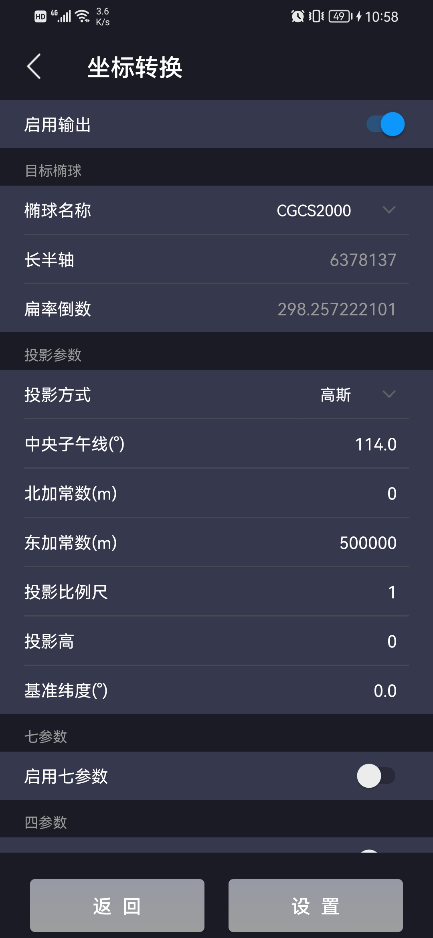 HD 4G 3.6 K/s 49 10:58
坐标转换
启用输出
目标椭球
椭球名称 CGCS2000
长半轴 6378137
扁率倒数 298.257222101
投影参数
投影方式 高斯
中央子午线(°) 114.0
北加常数(m) 0
东加常数(m) 500000
投影比例尺 1
投影高 0
基准纬度(°) 0.0
七参数
启用七参数
四参数
返 回 设 置